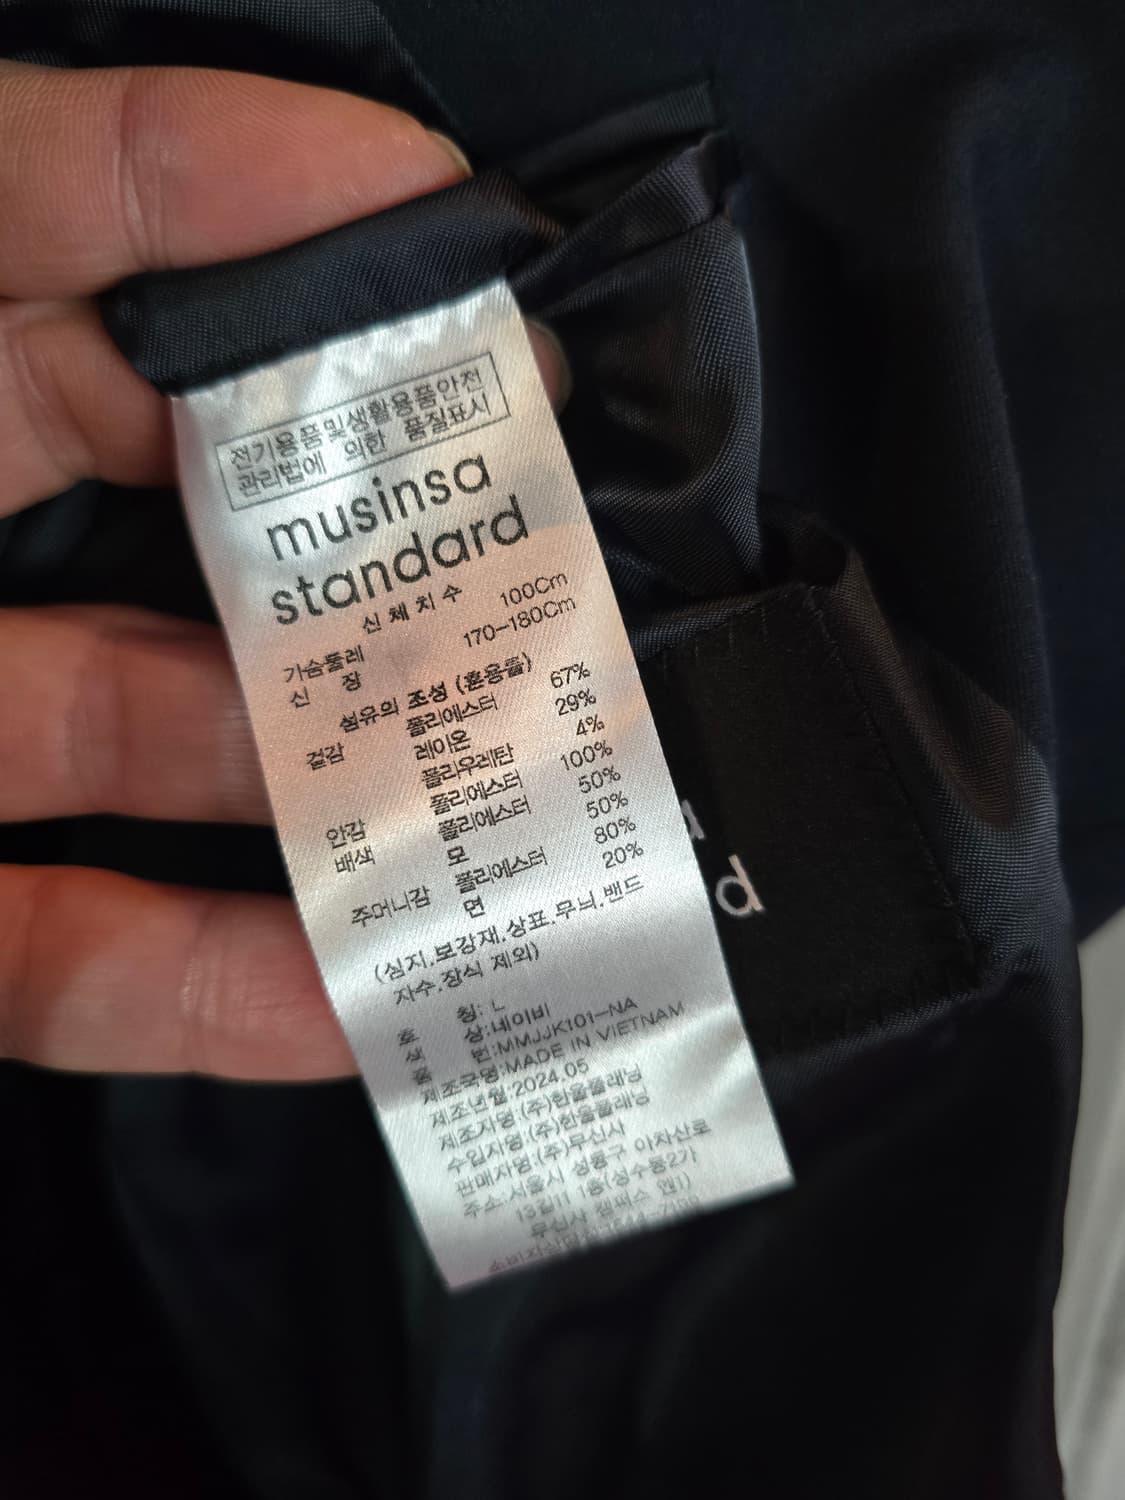 전기용품및생활용품안전
관리법에 의한 품질표시
musinsa
standard
신체치수
가슴둘레 100Cm
신장 170-180Cm
섬유의 조성 (혼용률)
겉감 폴리에스터 67%
레이온 29%
폴리우레탄 4%
안감 폴리에스터 100%
배색 폴리에스터 50%
모 50%
주머니감 폴리에스터 80%
면 20%
(심지.보강재.상표.무늬.밴드
자수.장식 제외)
호칭: L
색상:네이비
품번:MMJJK101-NA
제조국명:MADE IN VIETNAM
제조년월:2024.05
제조자명:(주)한올플래닝
수입자명:(주)한올플래닝
판매자명:(주)무신사
주소:서울시 성동구 아차산로
13길11 1층(성수동2가
무신사 캠퍼스 엔1)
소비자상담실:1544-7199
d